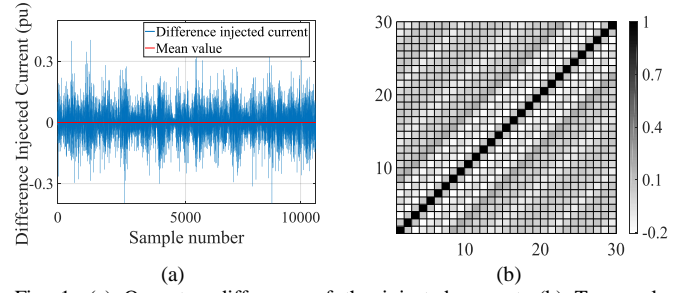 Difference Injected Current (pu)
0.3
0
-0.3
Difference injected current
Mean value
0
5000
10000
Sample number
(a)
30
20
10
10
20
30
1
0.7
0.4
0.1
-0.2
(b)